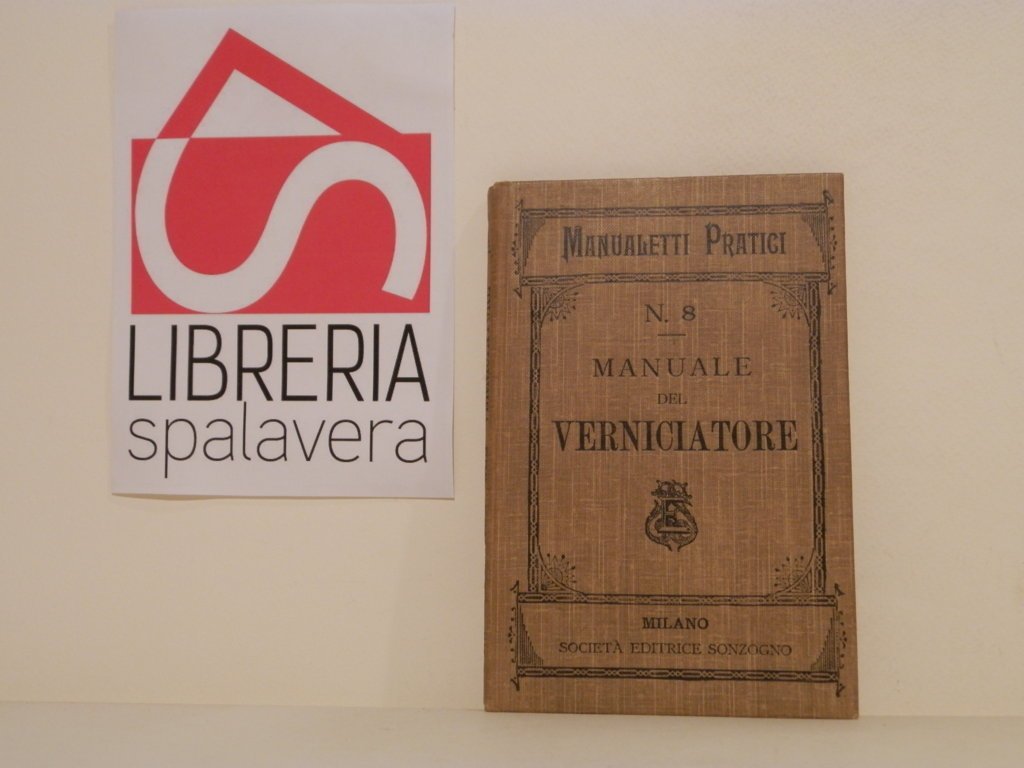 LIBRERIA
spalavera
MANUALETTI PRATICI
N. 8
MANUALE
DEL
VERNICIATORE
MILANO
SOCIETÀ EDITRICE SONZOGNO